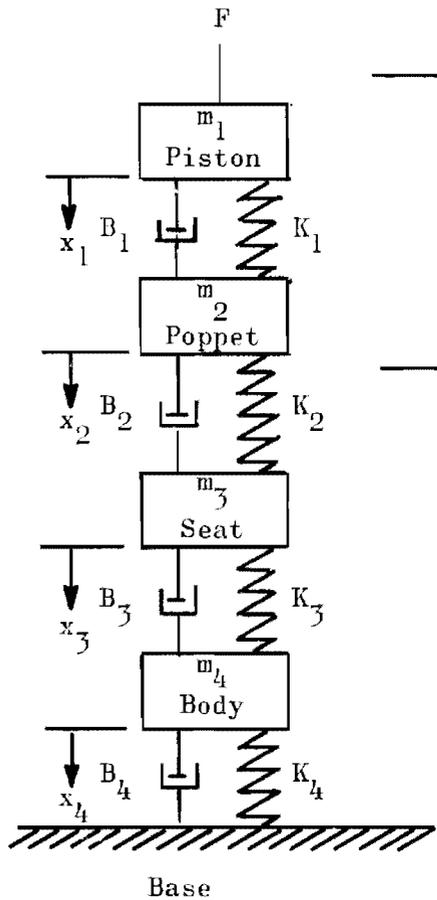 F
m₁
Piston
x₁ B₁ K₁
m₂
Poppet
x₂ B₂ K₂
m₃
Seat
x₃ B₃ K₃
m₄
Body
x₄ B₄ K₄
Base